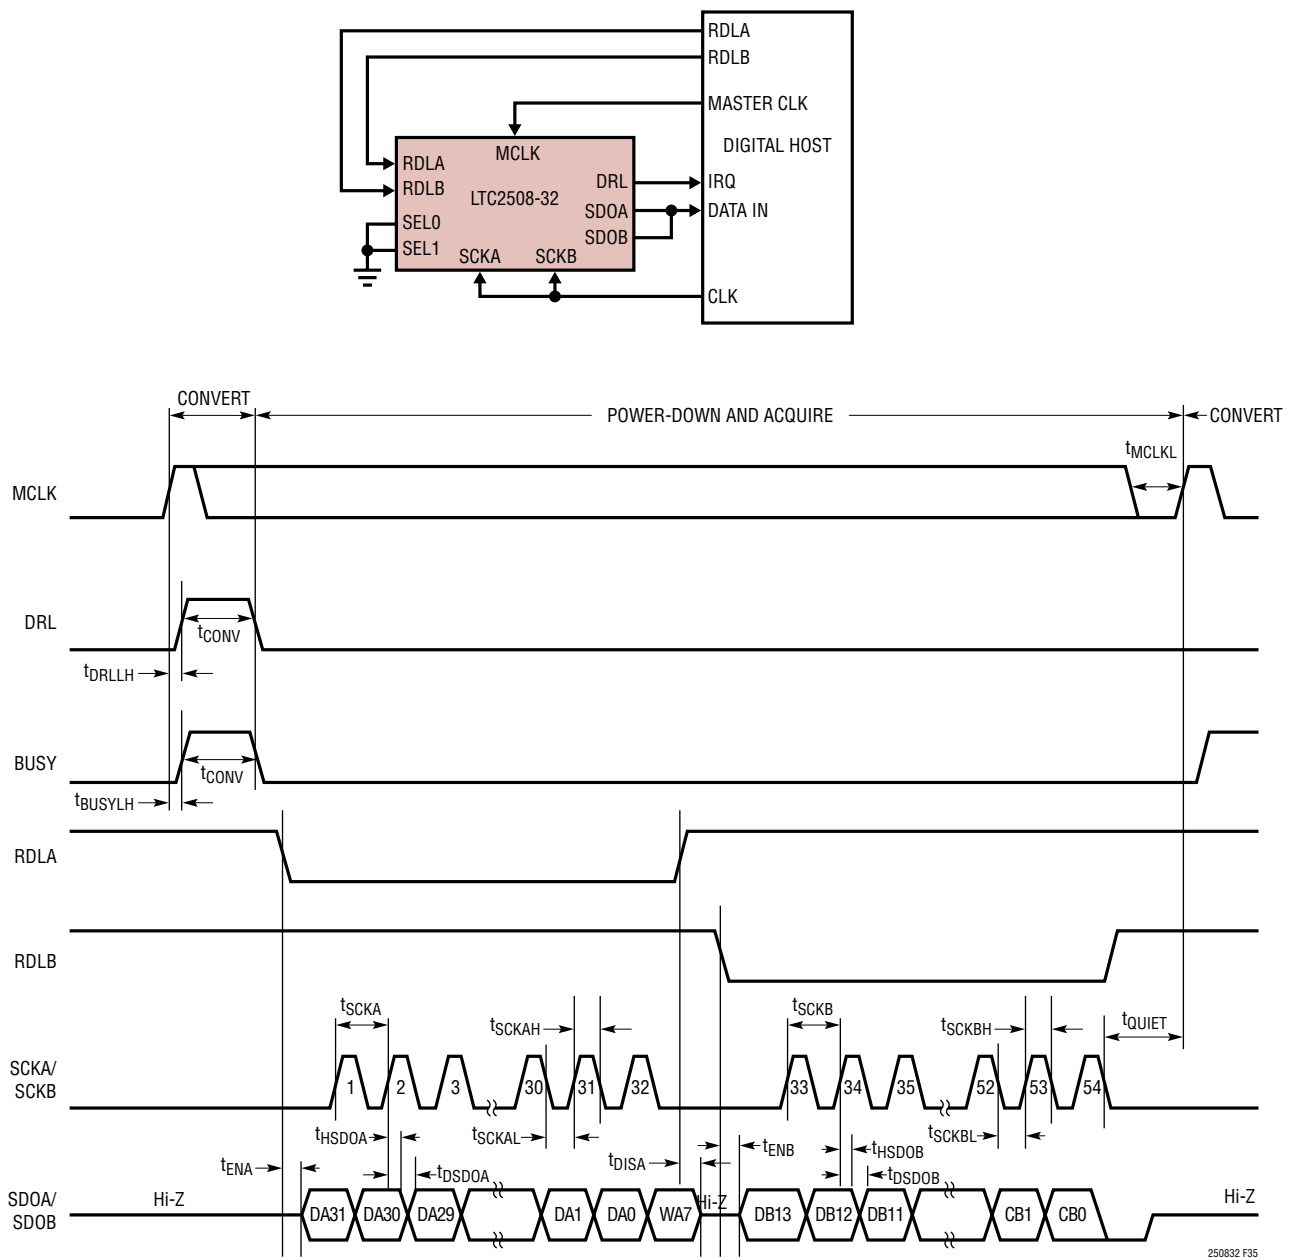 RDLA
RDLB
MASTER CLK
DIGITAL HOST
MCLK
RDLA
RDLB
LTC2508-32
DRL
IRQ
SDOA
DATA IN
SEL0
SDOB
SEL1
SCKA
SCKB
CLK
CONVERT
POWER-DOWN AND ACQUIRE
CONVERT
tMCLKL
MCLK
DRL
tCONV
tDRLLH
BUSY
tCONV
tBUSYLH
RDLA
RDLB
tSCKA
tSCKAH
tSCKB
tSCKBH
tQUIET
SCKA/
SCKB
1 2 3 30 31 32 33 34 35 52 53 54
tHSDOA
tSCKAL
tSCKBL
tENB
tHSDOB
tENA
tDSDOA
tDISA
tDSDOB
SDOA/
SDOB
Hi-Z
DA31 DA30 DA29 DA1 DA0 WA7
Hi-Z
DB13 DB12 DB11 CB1 CB0
Hi-Z
250832 F35